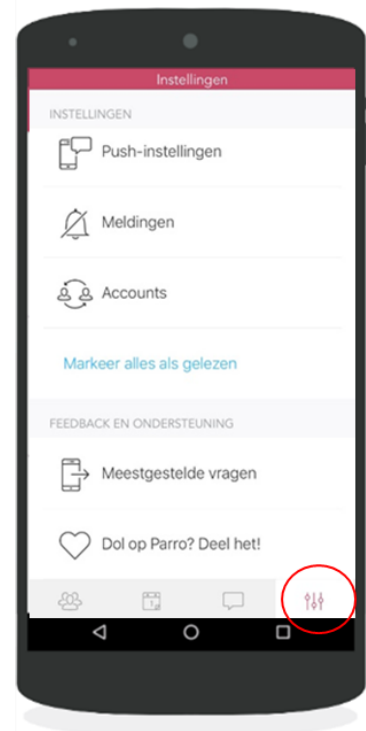 Instellingen
INSTELLINGEN
Push-instellingen
Meldingen
Accounts
Markeer alles als gelezen
FEEDBACK EN ONDERSTEUNING
Meestgestelde vragen
Dol op Parro? Deel het!
1